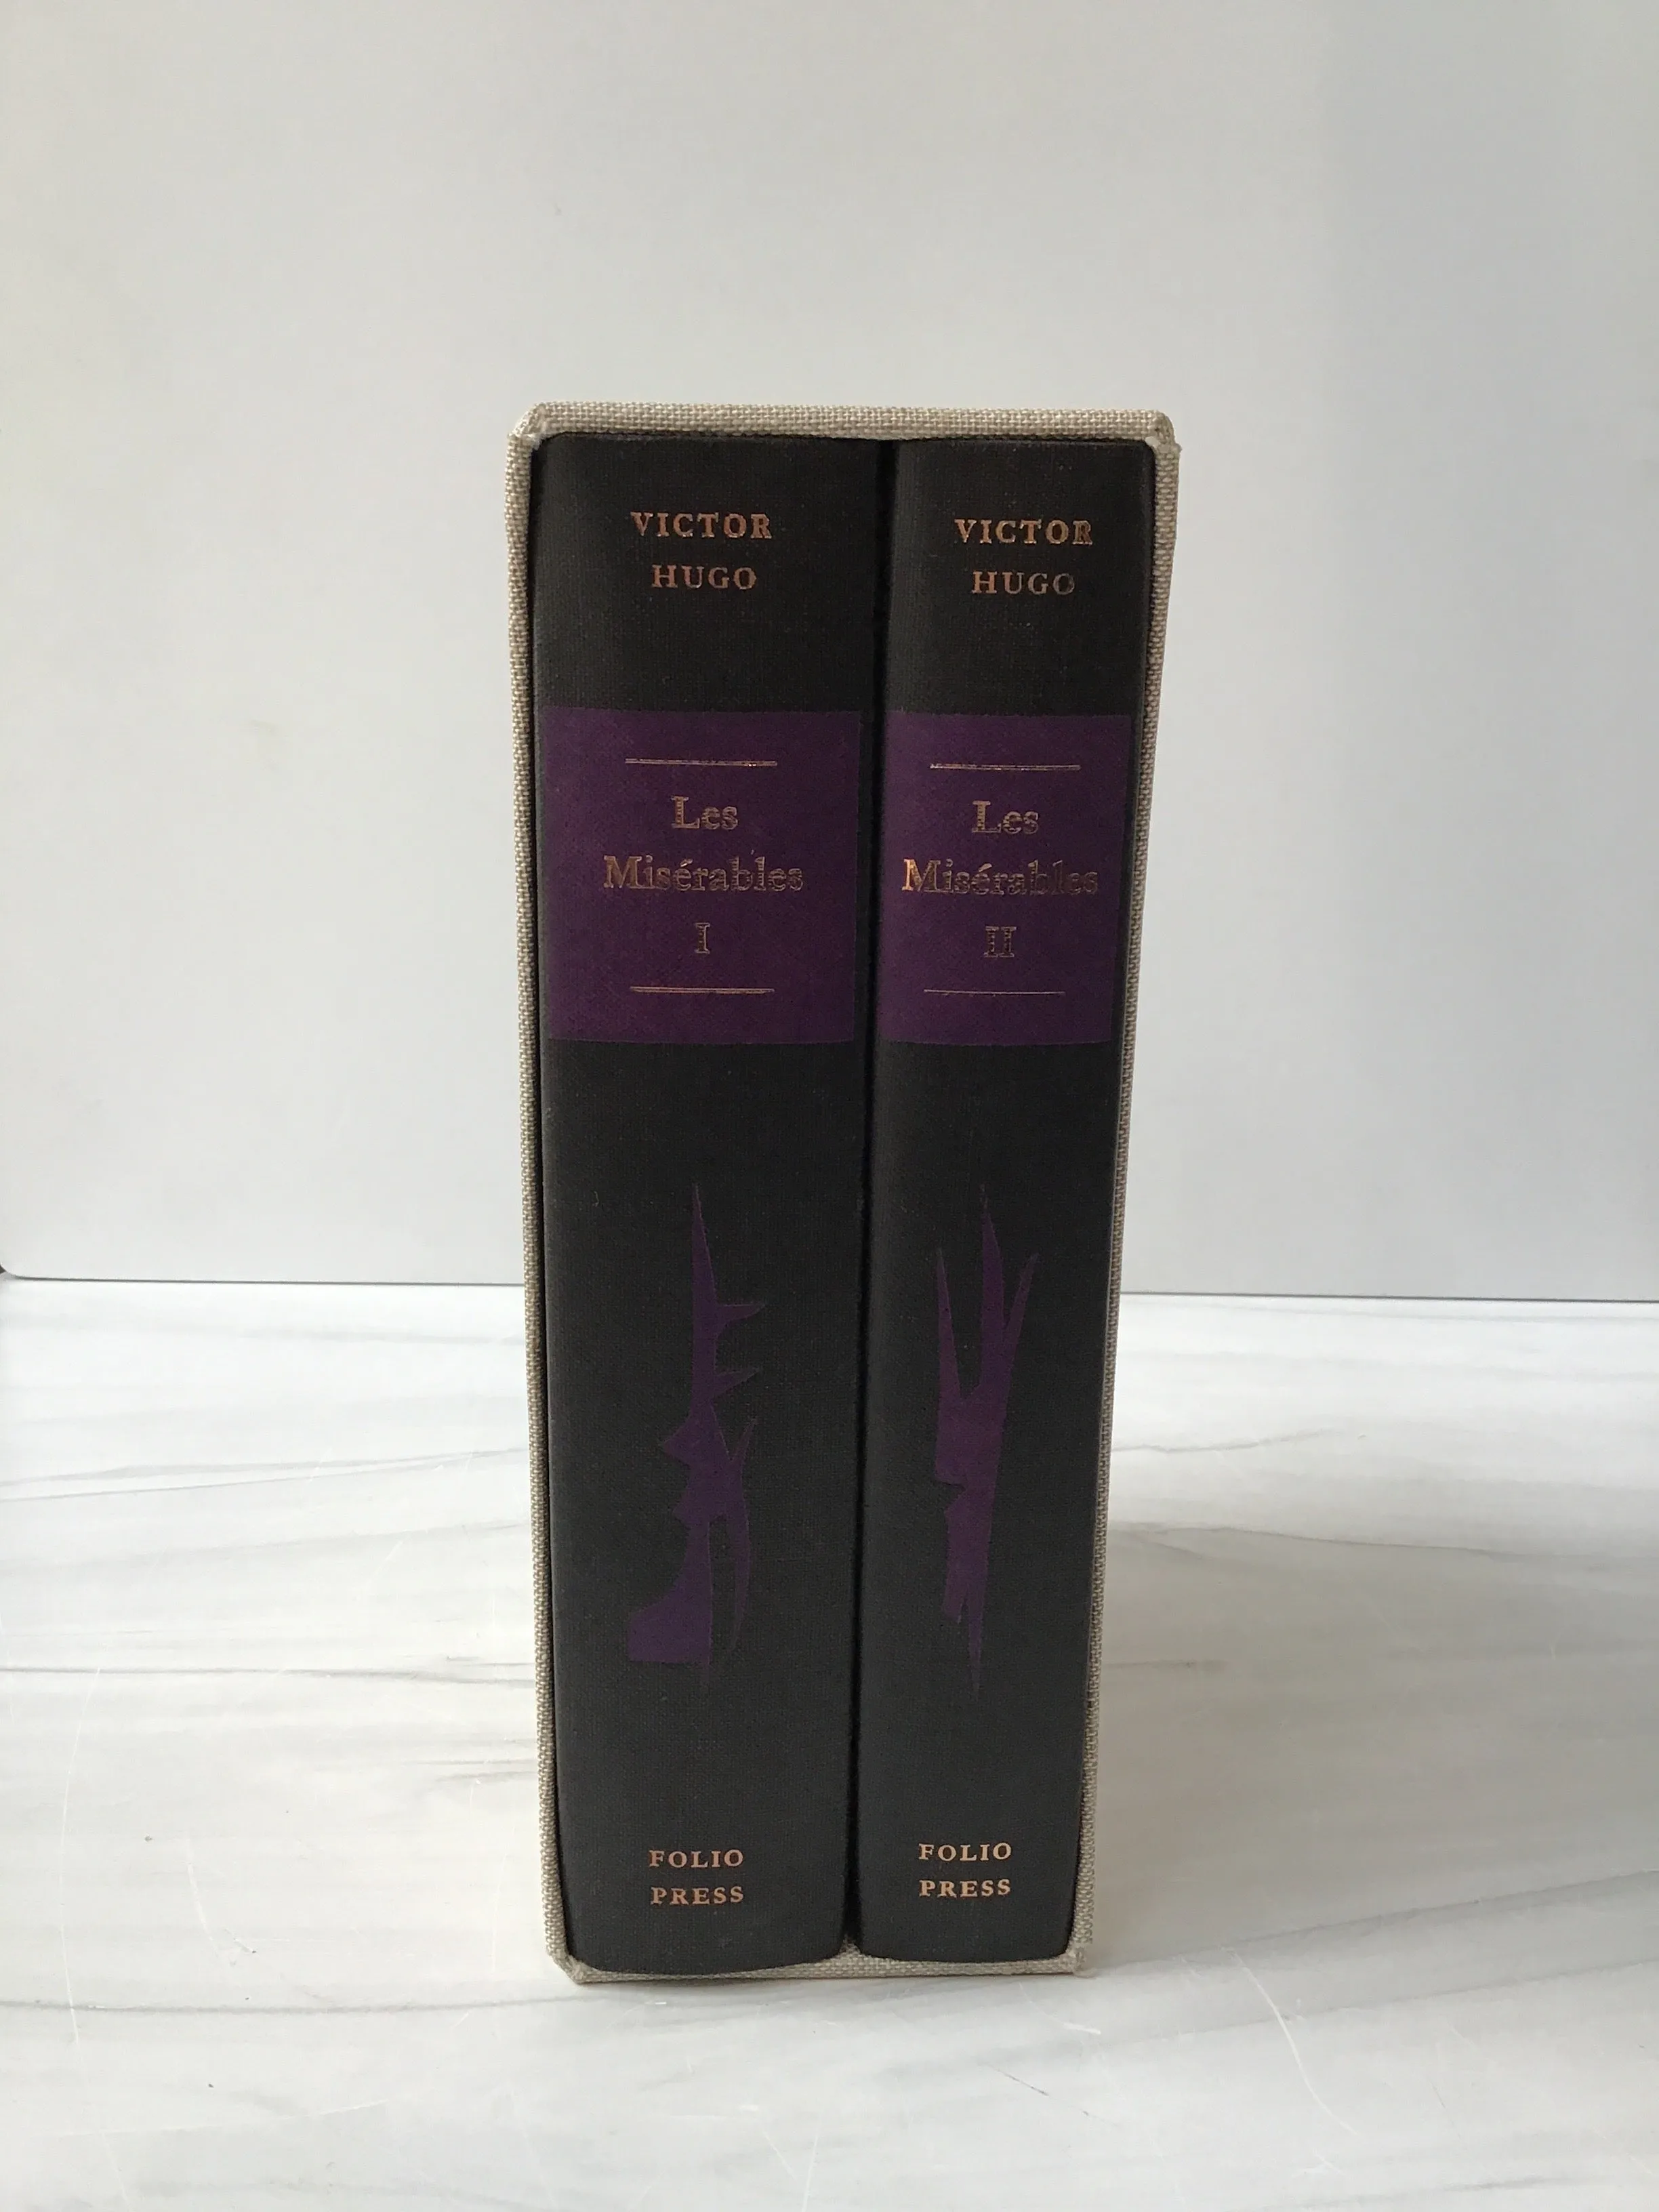 VICTOR
HUGO
Les
Misérables
I
FOLIO
PRESS
VICTOR
HUGO
Les
Misérables
II
FOLIO
PRESS